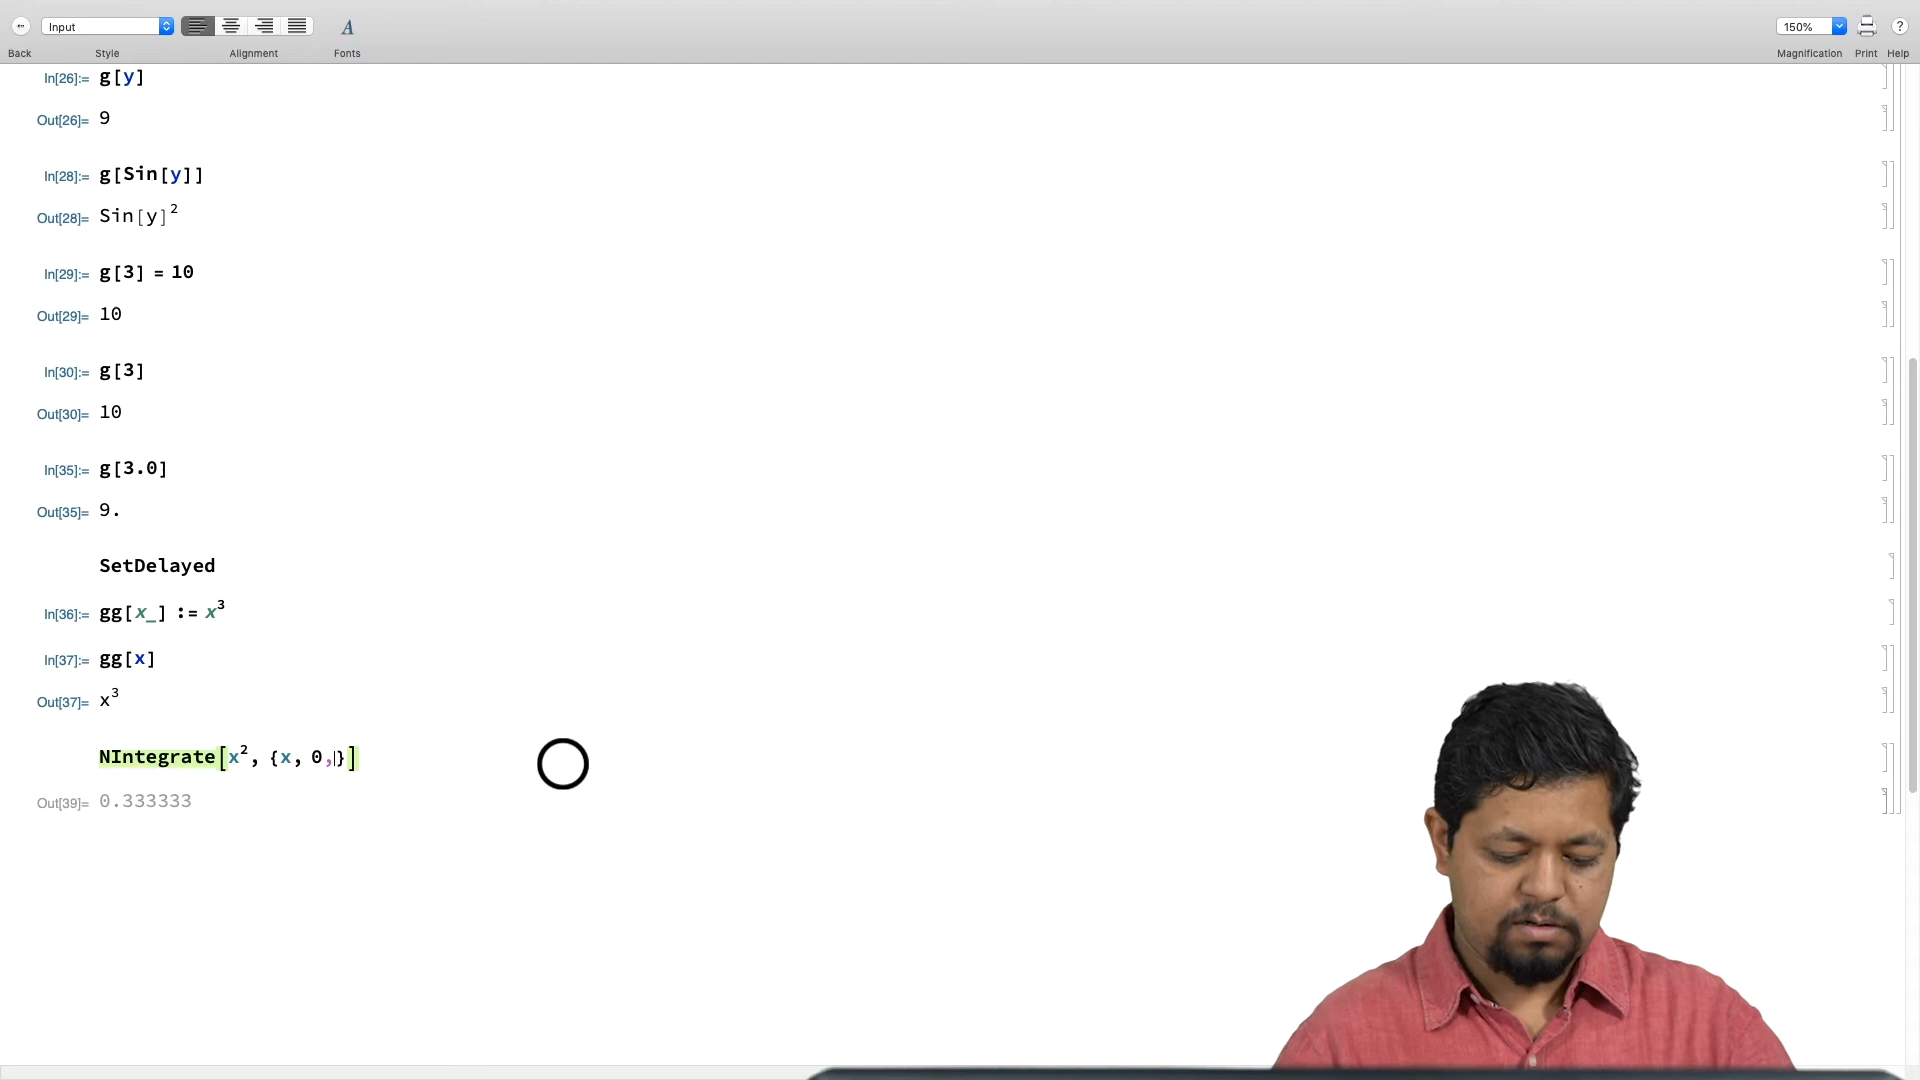 Input
A
150%
?
Back
Style
Alignment
Fonts
Magnification
Print
Help
In[26]:= g[y]
Out[26]= 9
In[28]:= g[Sin[y]]
Out[28]= Sin[y]²
In[29]:= g[3] = 10
Out[29]= 10
In[30]:= g[3]
Out[30]= 10
In[35]:= g[3.0]
Out[35]= 9.
SetDelayed
In[36]:= gg[x_] := x³
In[37]:= gg[x]
Out[37]= x³
NIntegrate[x², {x, 0,}]
Out[39]= 0.333333